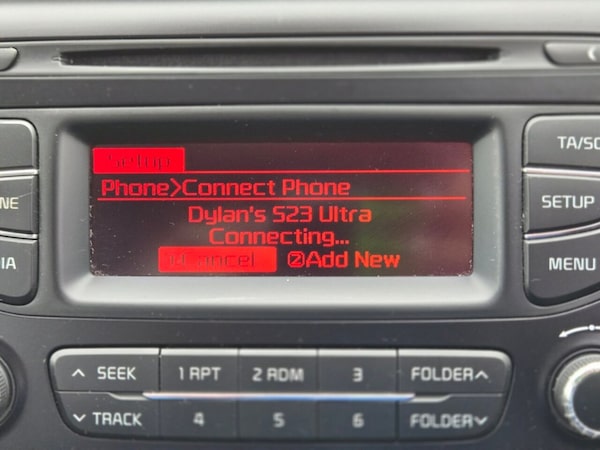 Setup
Phone>Connect Phone
Dylan's S23 Ultra
Connecting...
①Cancel ②Add New
TA/SC
SETUP
MENU
NE
IA
∧ SEEK 1 RPT 2 RDM 3 FOLDER∧
∨ TRACK 4 5 6 FOLDER∨